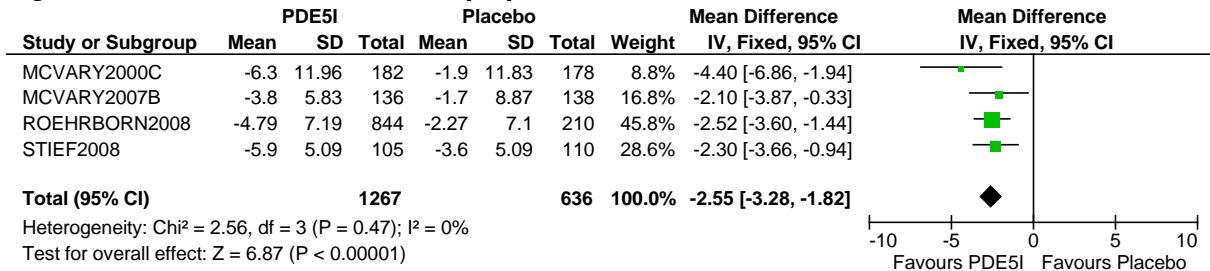 PDE5I Placebo Mean Difference Mean Difference
Study or Subgroup Mean SD Total Mean SD Total Weight IV, Fixed, 95% CI IV, Fixed, 95% CI
MCVARY2000C -6.3 11.96 182 -1.9 11.83 178 8.8% -4.40 [-6.86, -1.94]
MCVARY2007B -3.8 5.83 136 -1.7 8.87 138 16.8% -2.10 [-3.87, -0.33]
ROEHRBORN2008 -4.79 7.19 844 -2.27 7.1 210 45.8% -2.52 [-3.60, -1.44]
STIEF2008 -5.9 5.09 105 -3.6 5.09 110 28.6% -2.30 [-3.66, -0.94]
Total (95% CI) 1267 636 100.0% -2.55 [-3.28, -1.82]
Heterogeneity: Chi² = 2.56, df = 3 (P = 0.47); I² = 0%
Test for overall effect: Z = 6.87 (P < 0.00001)
-10 -5 0 5 10
Favours PDE5I Favours Placebo